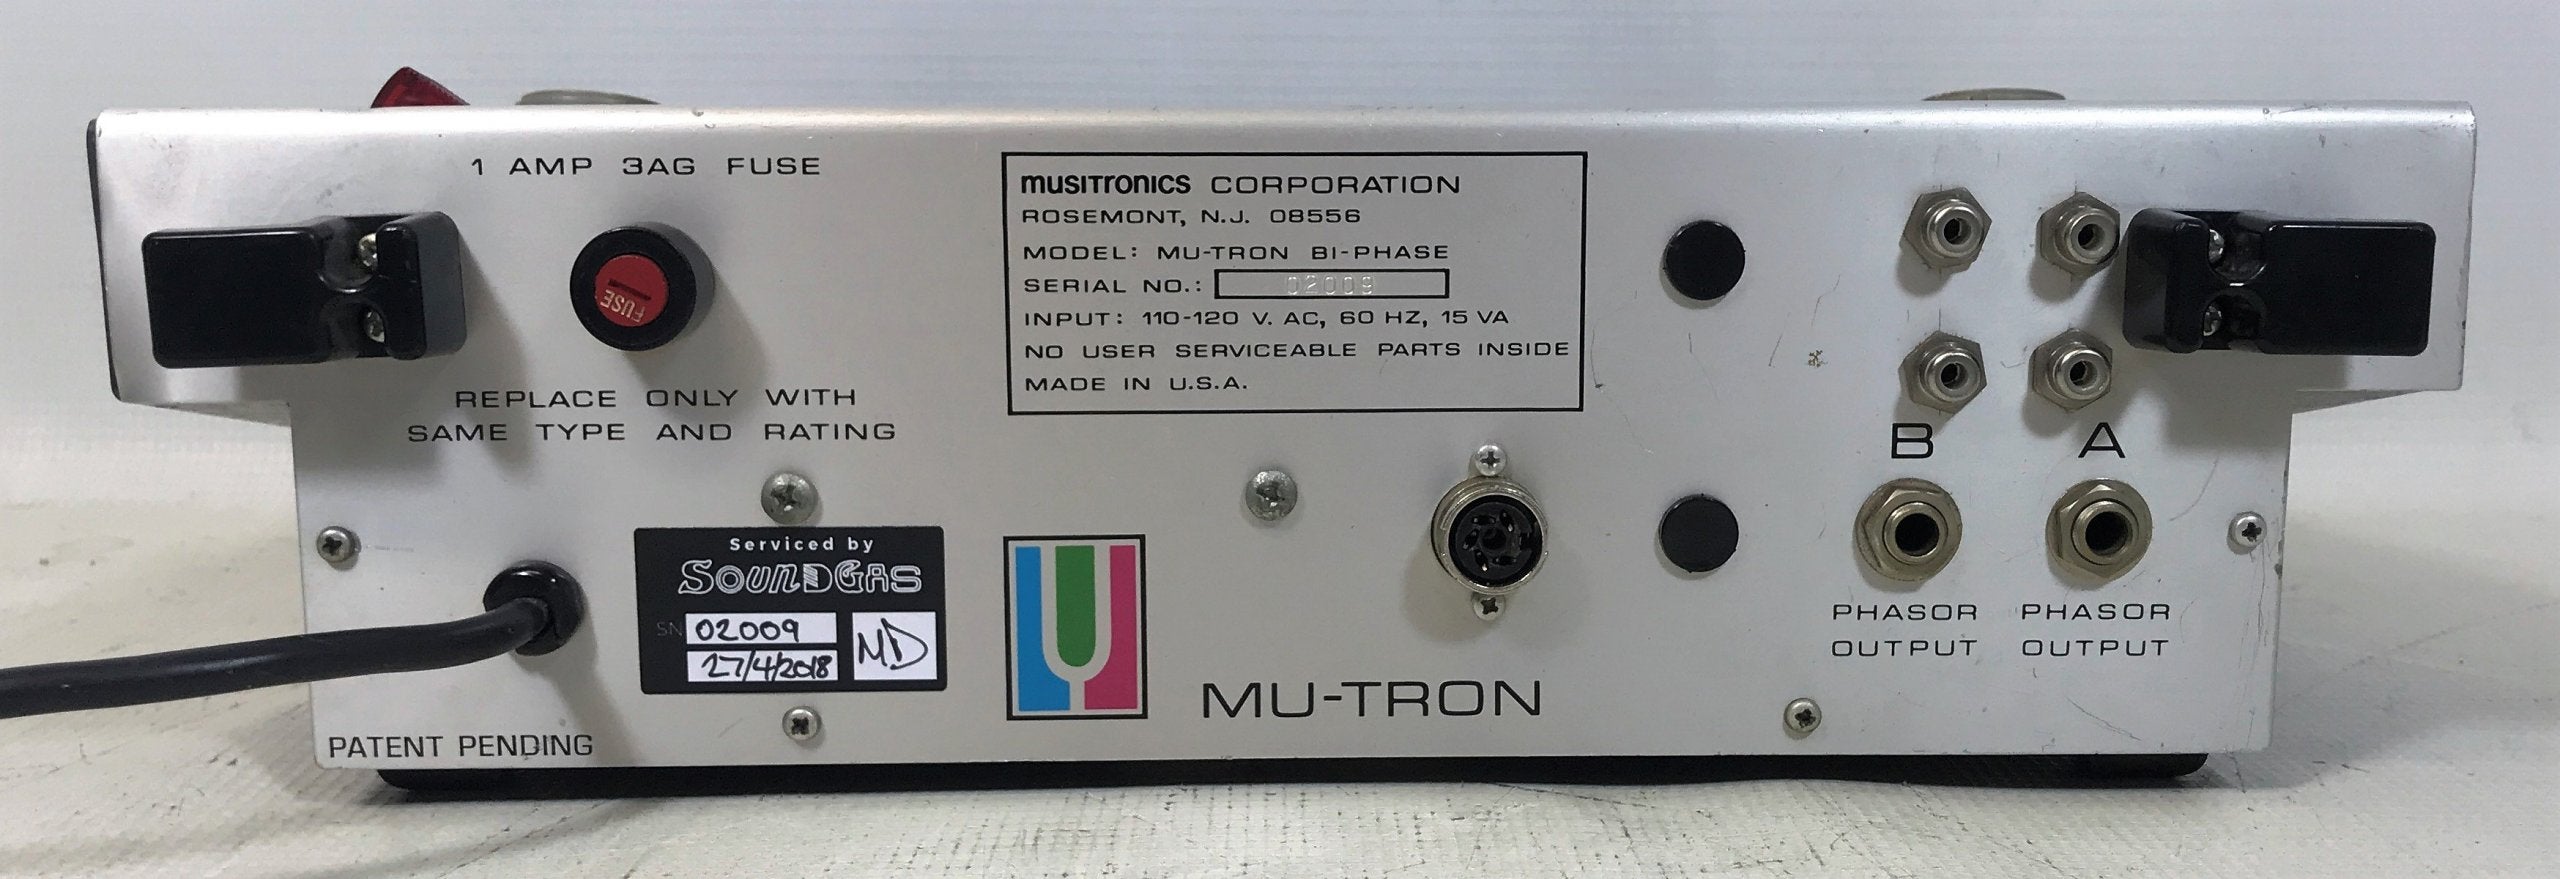 1 AMP 3AG FUSE
FUSE
REPLACE ONLY WITH
SAME TYPE AND RATING
musitronics CORPORATION
ROSEMONT, N.J. 08556
MODEL: MU-TRON BI-PHASE
SERIAL NO.: 02009
INPUT: 110-120 V. AC, 60 HZ, 15 VA
NO USER SERVICEABLE PARTS INSIDE
MADE IN U.S.A.
B A
PHASOR PHASOR
OUTPUT OUTPUT
Serviced by
SOUNDGAS
SN 02009
27/4/2018
MD
MU-TRON
PATENT PENDING